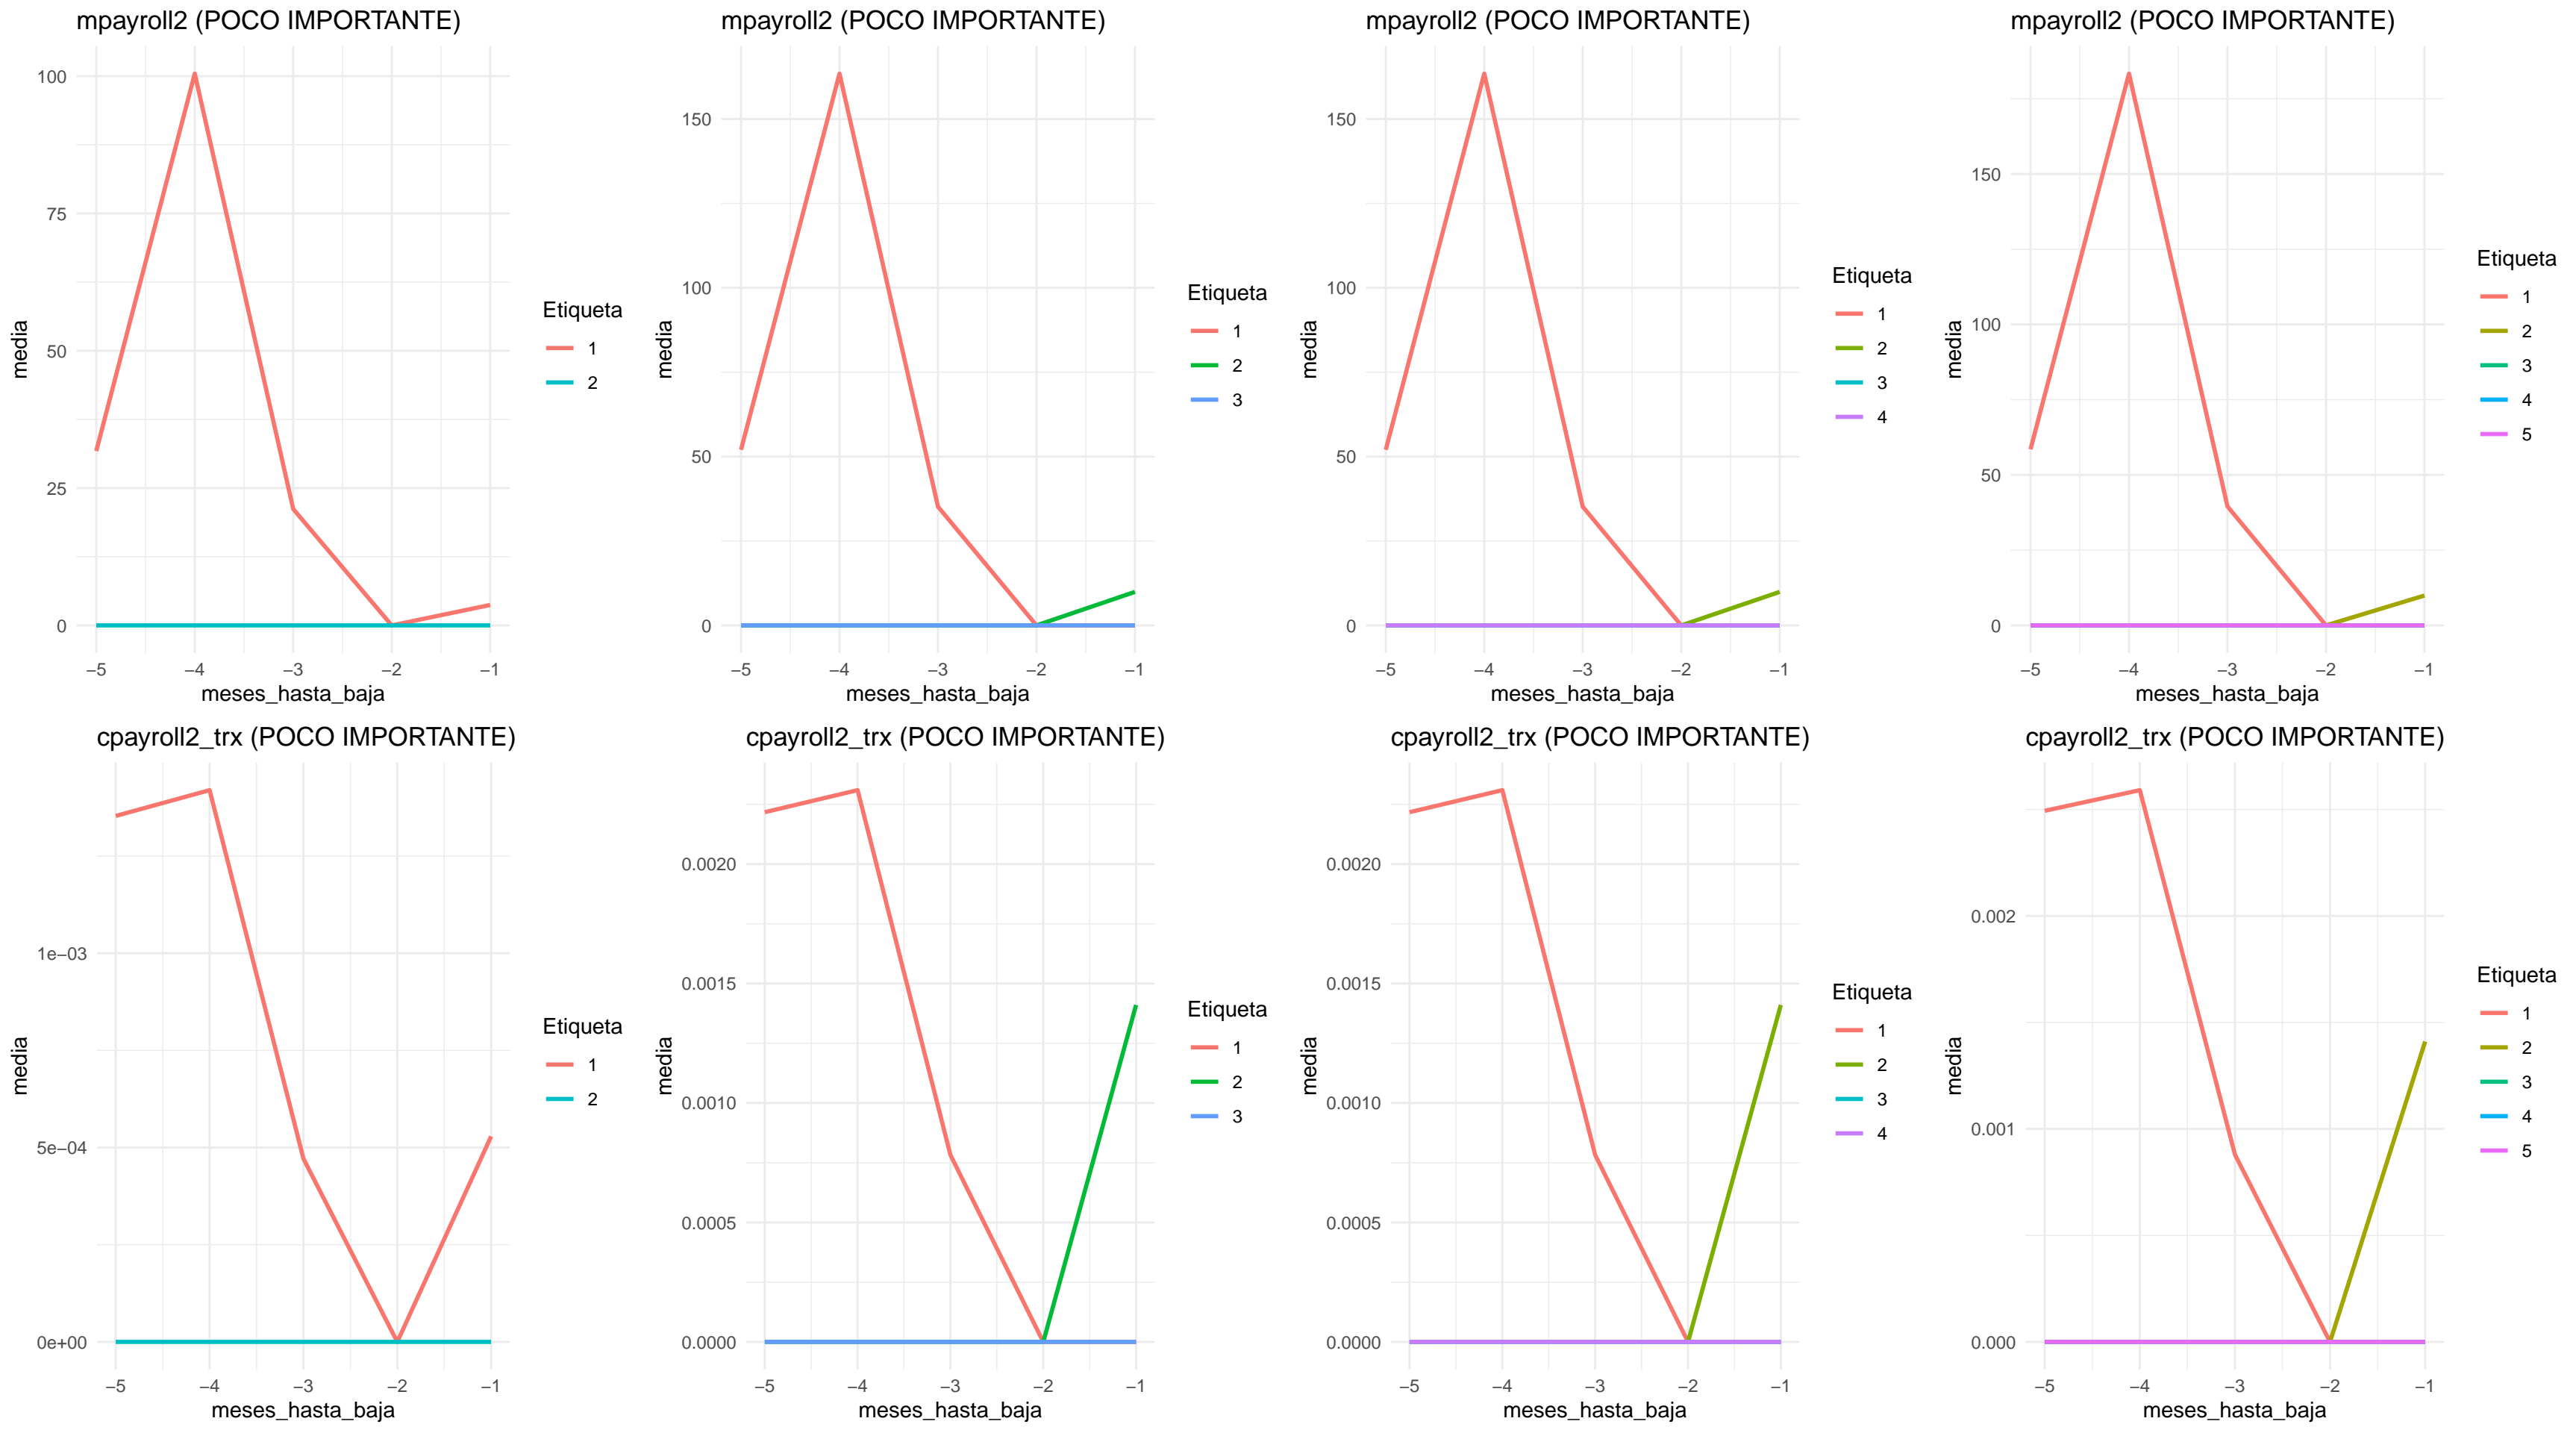 mpayroll2 (POCO IMPORTANTE)
100
75
50
25
0
media
−5 −4 −3 −2 −1
meses_hasta_baja
Etiqueta
1
2
mpayroll2 (POCO IMPORTANTE)
150
100
50
0
media
−5 −4 −3 −2 −1
meses_hasta_baja
Etiqueta
1
2
3
mpayroll2 (POCO IMPORTANTE)
150
100
50
0
media
−5 −4 −3 −2 −1
meses_hasta_baja
Etiqueta
1
2
3
4
mpayroll2 (POCO IMPORTANTE)
150
100
50
0
media
−5 −4 −3 −2 −1
meses_hasta_baja
Etiqueta
1
2
3
4
5
cpayroll2_trx (POCO IMPORTANTE)
1e−03
5e−04
0e+00
media
−5 −4 −3 −2 −1
meses_hasta_baja
Etiqueta
1
2
cpayroll2_trx (POCO IMPORTANTE)
0.0020
0.0015
0.0010
0.0005
0.0000
media
−5 −4 −3 −2 −1
meses_hasta_baja
Etiqueta
1
2
3
cpayroll2_trx (POCO IMPORTANTE)
0.0020
0.0015
0.0010
0.0005
0.0000
media
−5 −4 −3 −2 −1
meses_hasta_baja
Etiqueta
1
2
3
4
cpayroll2_trx (POCO IMPORTANTE)
0.002
0.001
0.000
media
−5 −4 −3 −2 −1
meses_hasta_baja
Etiqueta
1
2
3
4
5